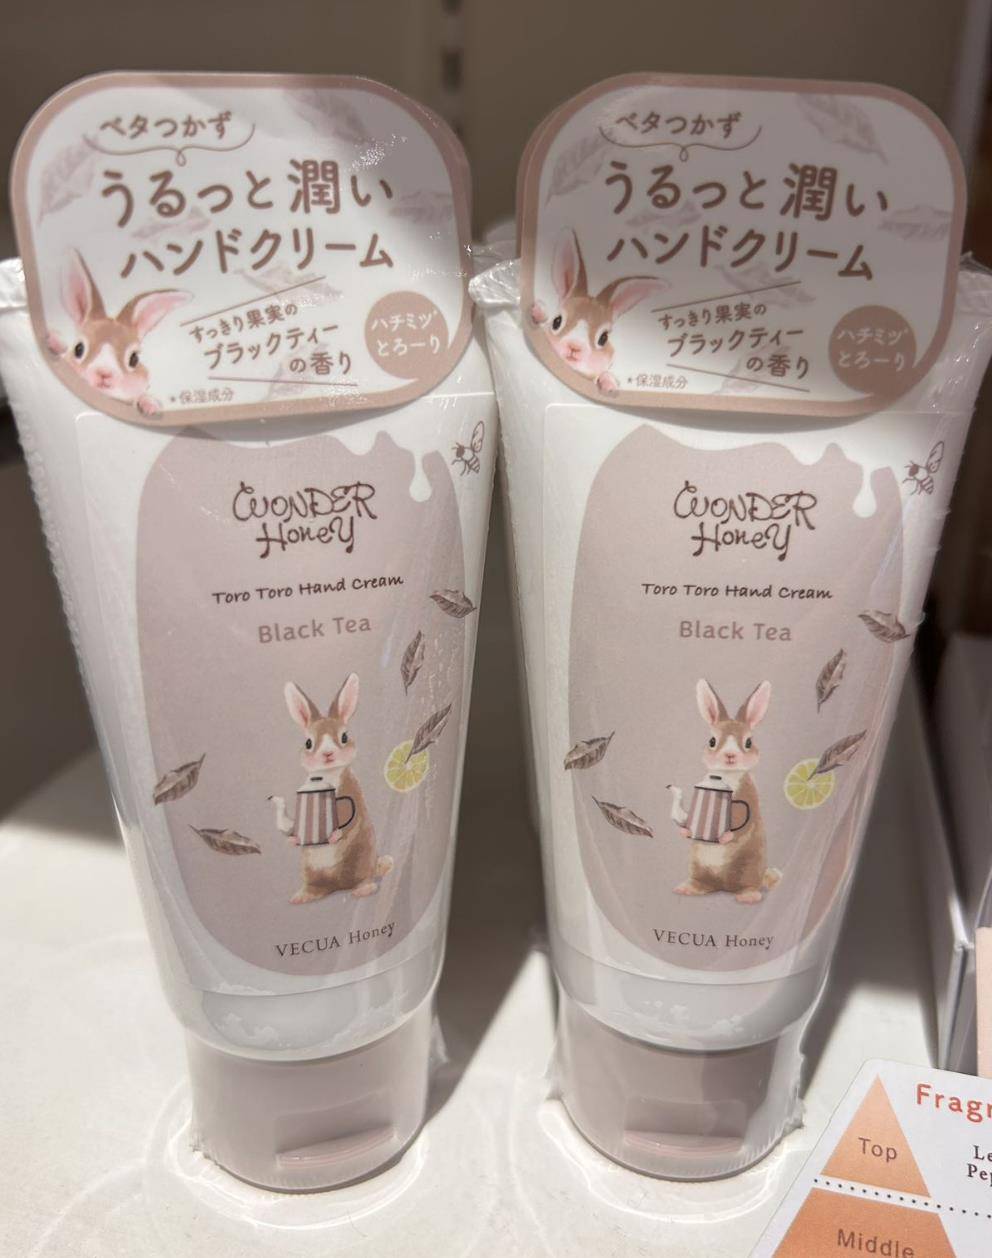 ベタつかず
うるっと潤い
ハンドクリーム
すっきり果実の
ブラックティー
の香り
ハチミツ*
とろーり
*保湿成分
WONDER
Honey
Toro Toro Hand Cream
Black Tea
VECUA Honey
ベタつかず
うるっと潤い
ハンドクリーム
すっきり果実の
ブラックティー
の香り
ハチミツ*
とろーり
*保湿成分
WONDER
Honey
Toro Toro Hand Cream
Black Tea
VECUA Honey
Top
Middle